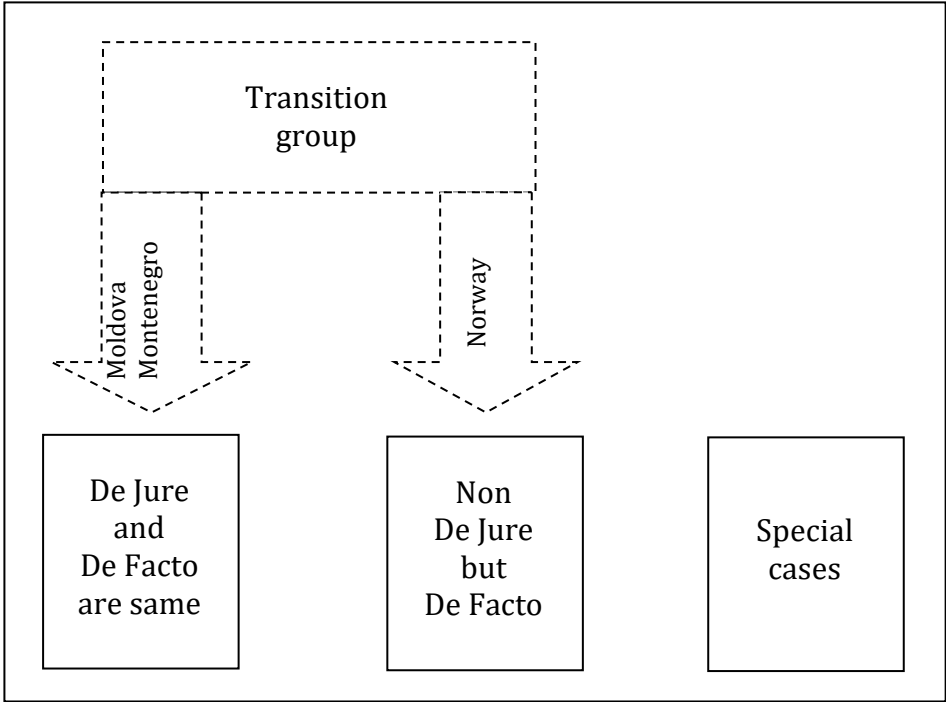 Transition
group
Moldova
Montenegro
Norway
De Jure
and
De Facto
are same
Non
De Jure
but
De Facto
Special
cases